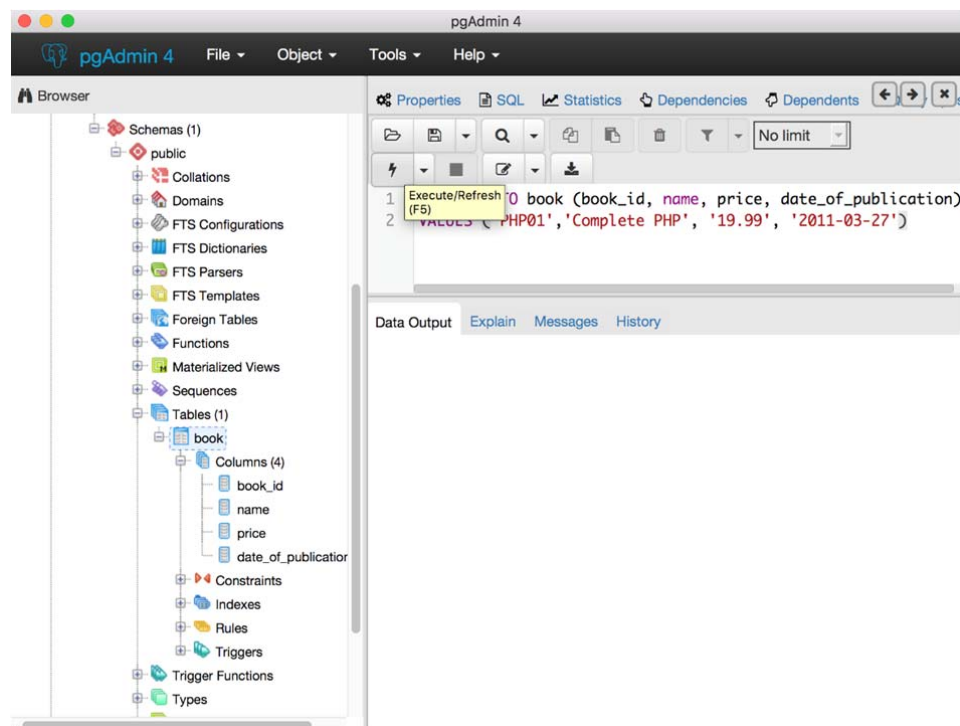 pgAdmin 4
pgAdmin 4 File Object Tools Help
Browser
Properties SQL Statistics Dependencies Dependents
No limit
Execute/Refresh
(F5)
1 O book (book_id, name, price, date_of_publication)
2 VALUES ('PHP01','Complete PHP', '19.99', '2011-03-27')
Data Output Explain Messages History
Schemas (1)
public
Collations
Domains
FTS Configurations
FTS Dictionaries
FTS Parsers
FTS Templates
Foreign Tables
Functions
Materialized Views
Sequences
Tables (1)
book
Columns (4)
book_id
name
price
date_of_publication
Constraints
Indexes
Rules
Triggers
Trigger Functions
Types